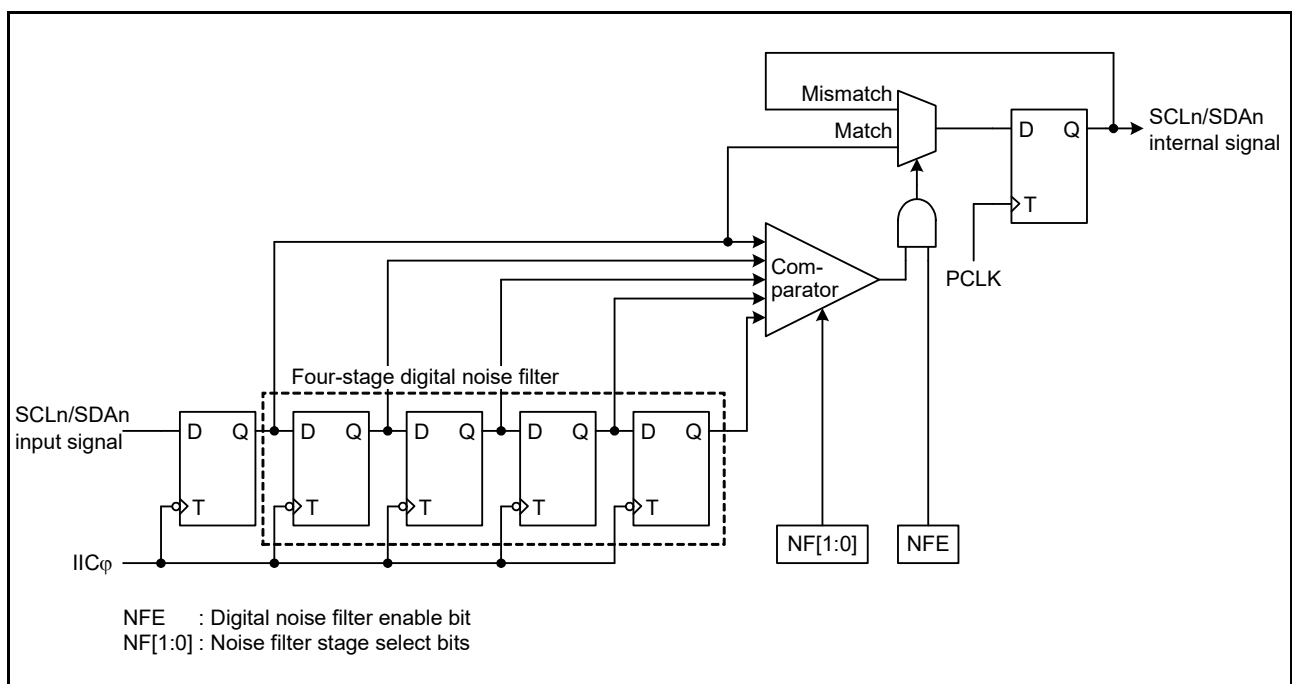 Mismatch
Match
D Q
T
SCLn/SDAn
internal signal
PCLK
Com-
parator
Four-stage digital noise filter
SCLn/SDAn
input signal
D Q
T
D Q
T
D Q
T
D Q
T
D Q
T
IICφ
NF[1:0]
NFE
NFE : Digital noise filter enable bit
NF[1:0] : Noise filter stage select bits